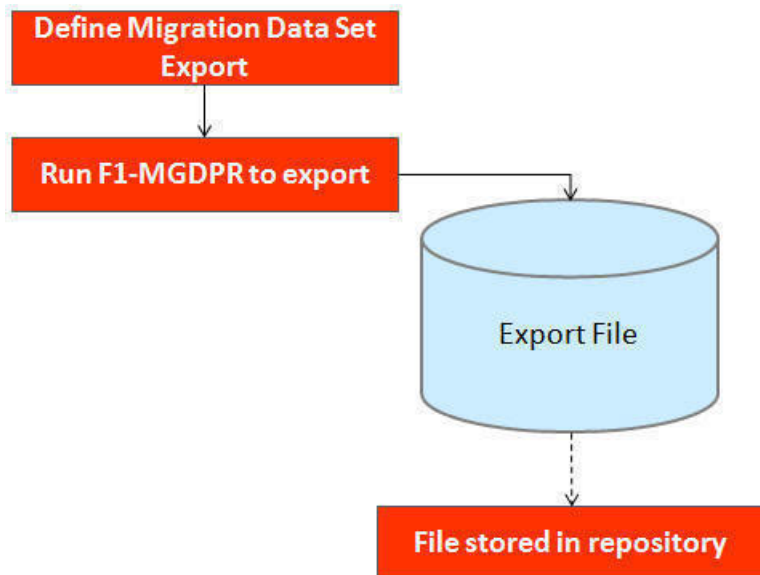 Define Migration Data Set
Export
Run F1-MGDPR to export
Export File
File stored in repository